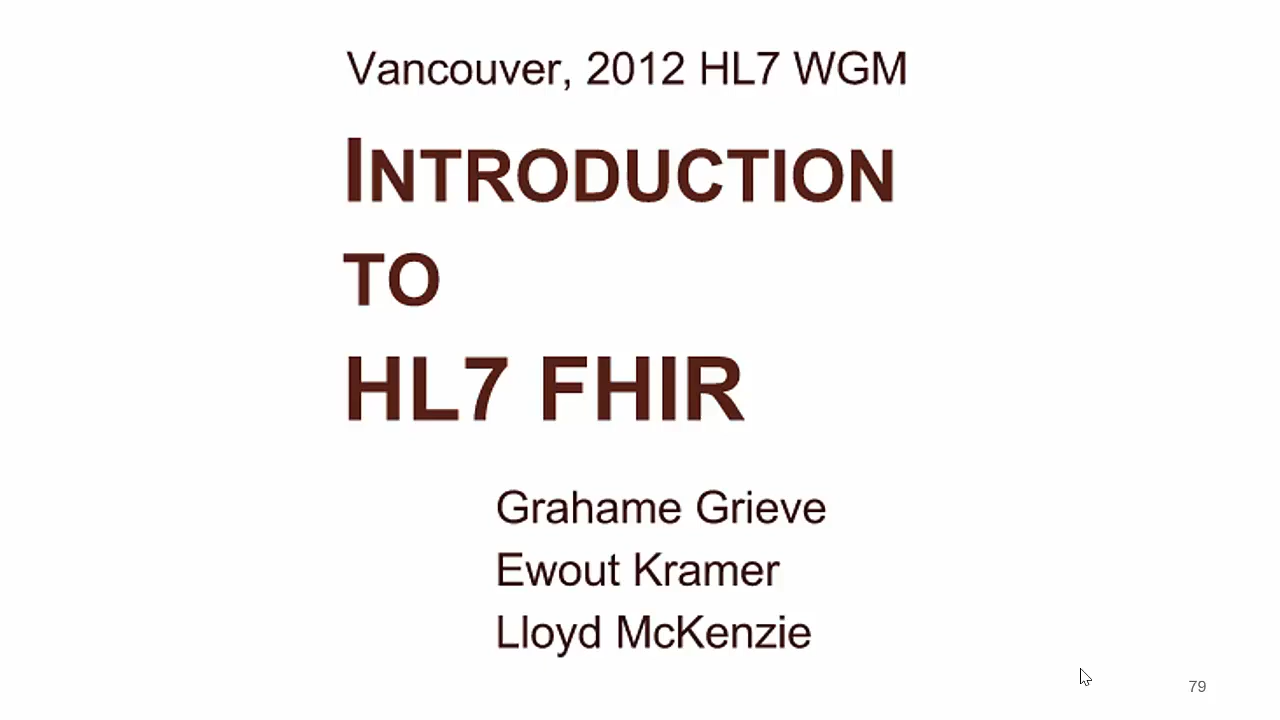 Vancouver, 2012 HL7 WGM
INTRODUCTION
TO
HL7 FHIR
Grahame Grieve
Ewout Kramer
Lloyd McKenzie
79